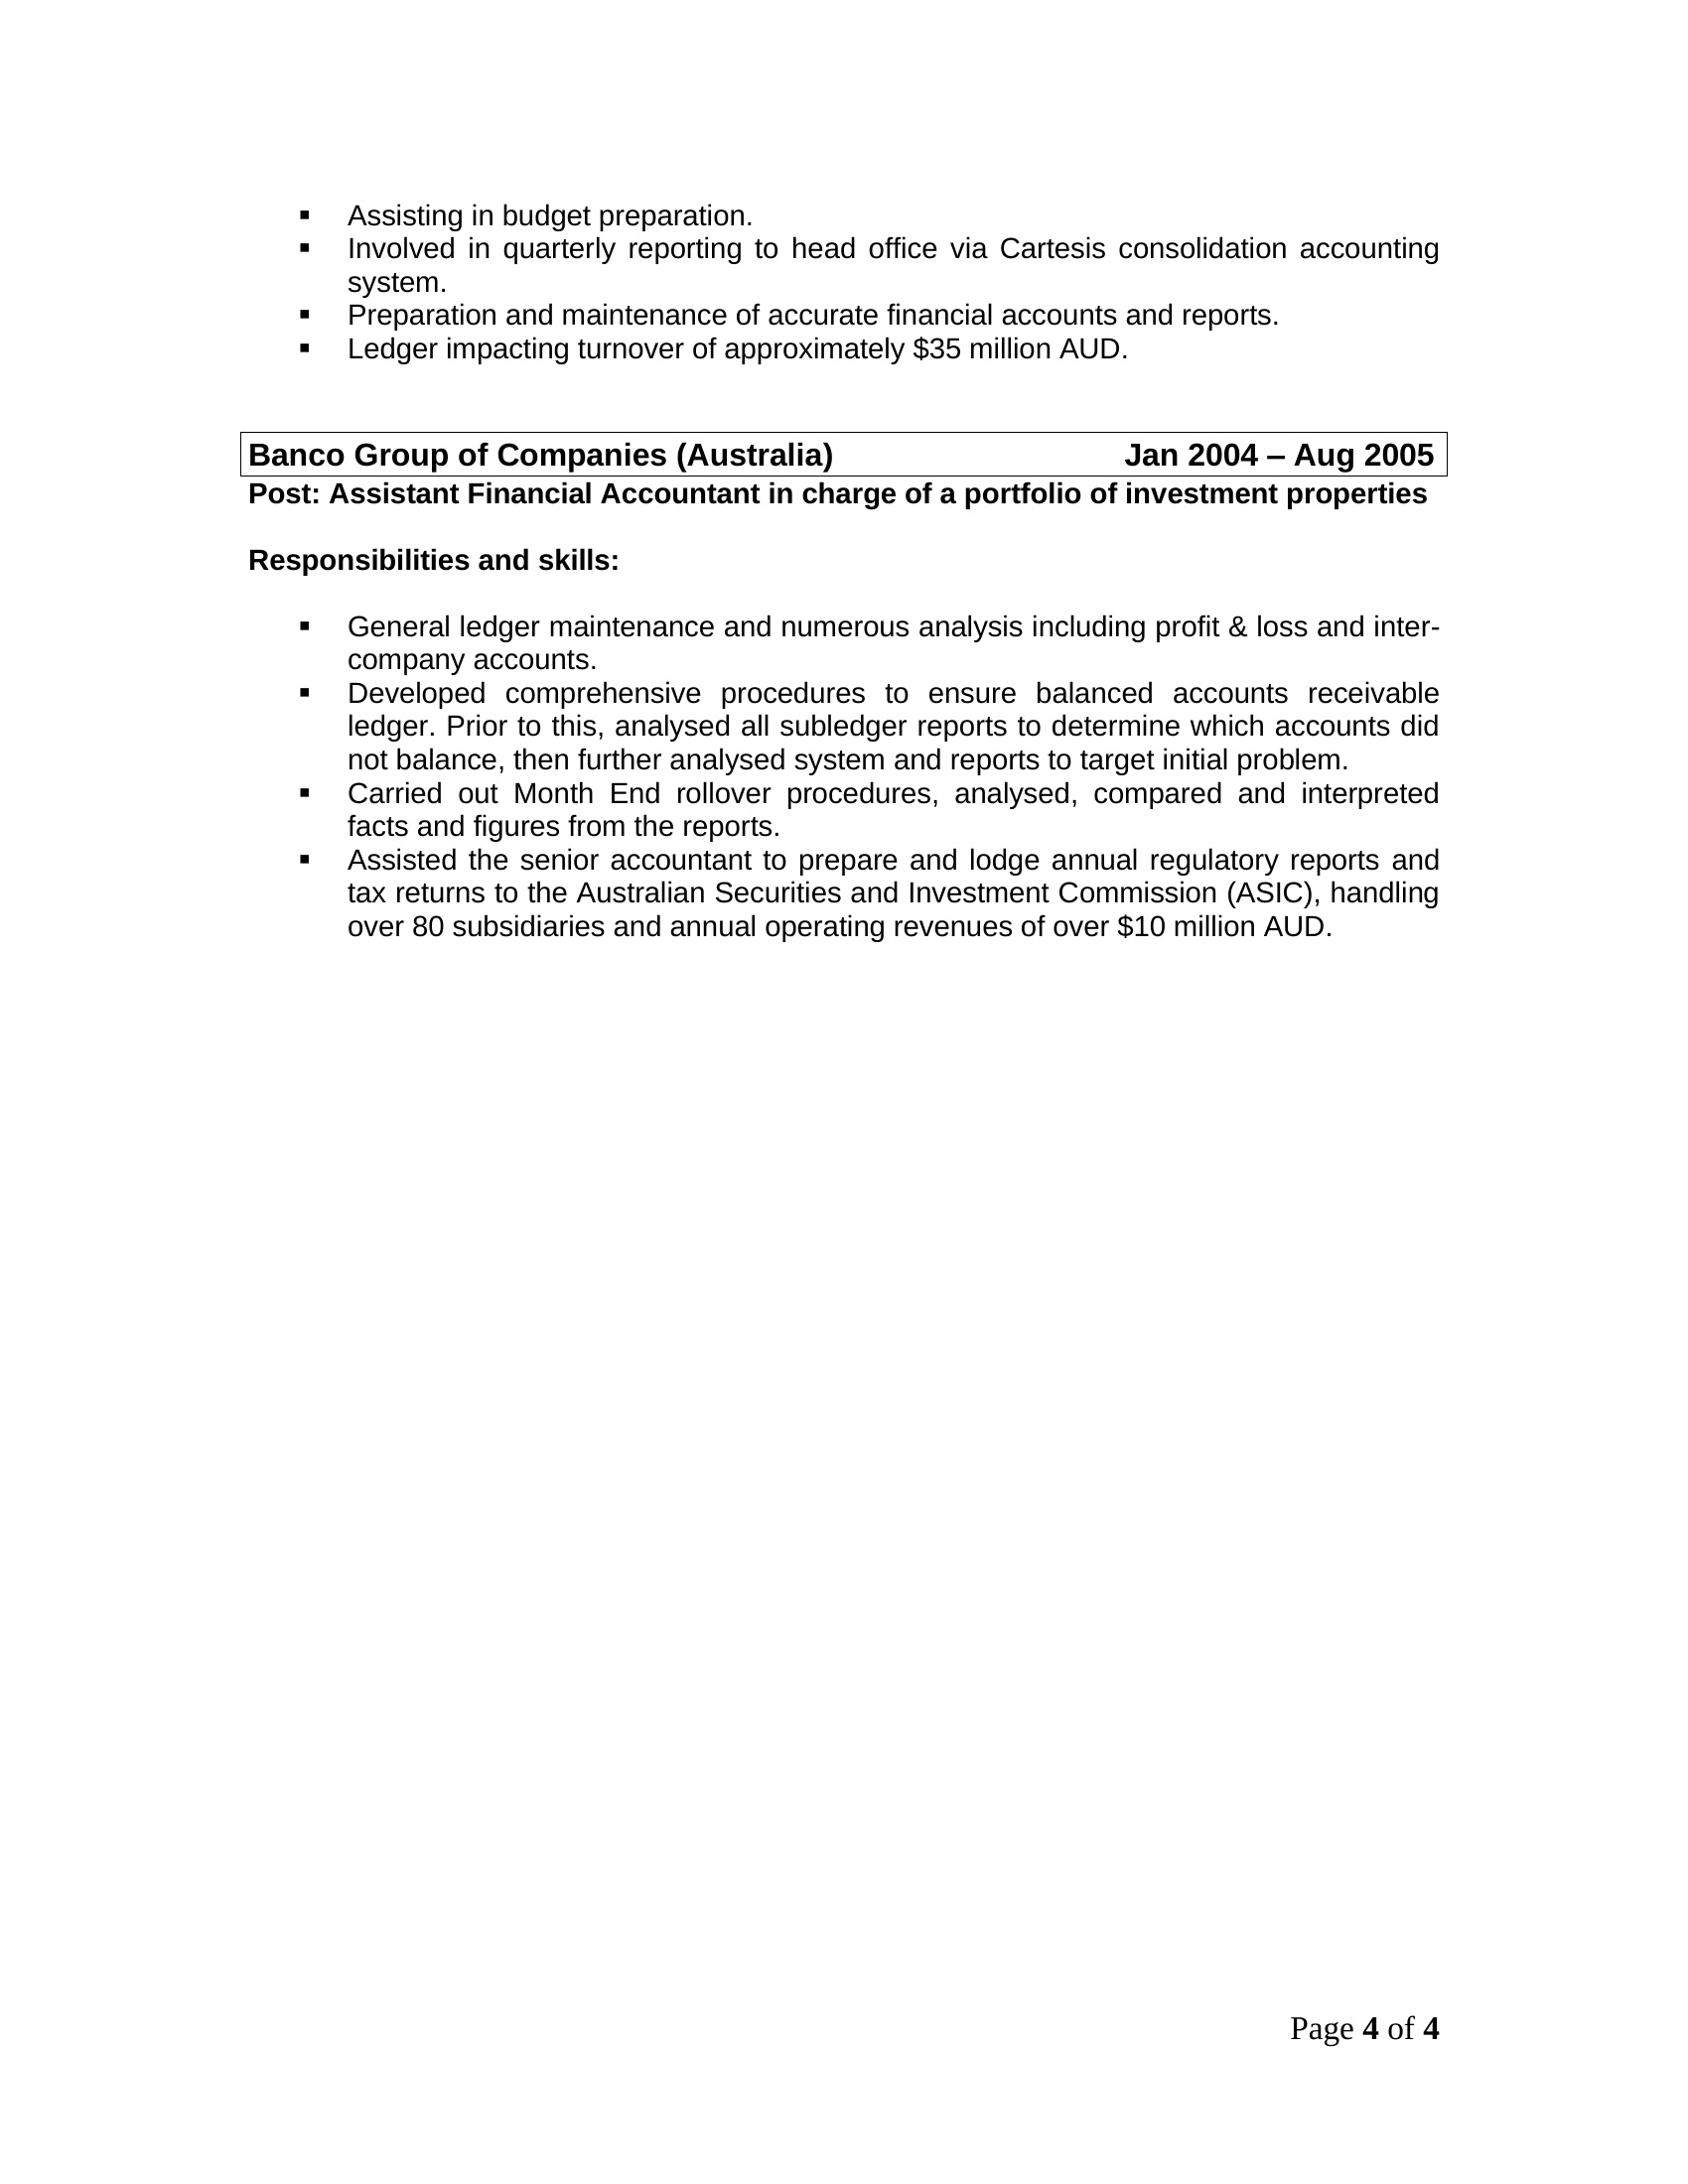 ▪ Assisting in budget preparation.
▪ Involved in quarterly reporting to head office via Cartesis consolidation accounting
system.
▪ Preparation and maintenance of accurate financial accounts and reports.
▪ Ledger impacting turnover of approximately $35 million AUD.
Banco Group of Companies (Australia) Jan 2004 – Aug 2005
Post: Assistant Financial Accountant in charge of a portfolio of investment properties
Responsibilities and skills:
▪ General ledger maintenance and numerous analysis including profit & loss and inter-
company accounts.
▪ Developed comprehensive procedures to ensure balanced accounts receivable
ledger. Prior to this, analysed all subledger reports to determine which accounts did
not balance, then further analysed system and reports to target initial problem.
▪ Carried out Month End rollover procedures, analysed, compared and interpreted
facts and figures from the reports.
▪ Assisted the senior accountant to prepare and lodge annual regulatory reports and
tax returns to the Australian Securities and Investment Commission (ASIC), handling
over 80 subsidiaries and annual operating revenues of over $10 million AUD.
Page 4 of 4